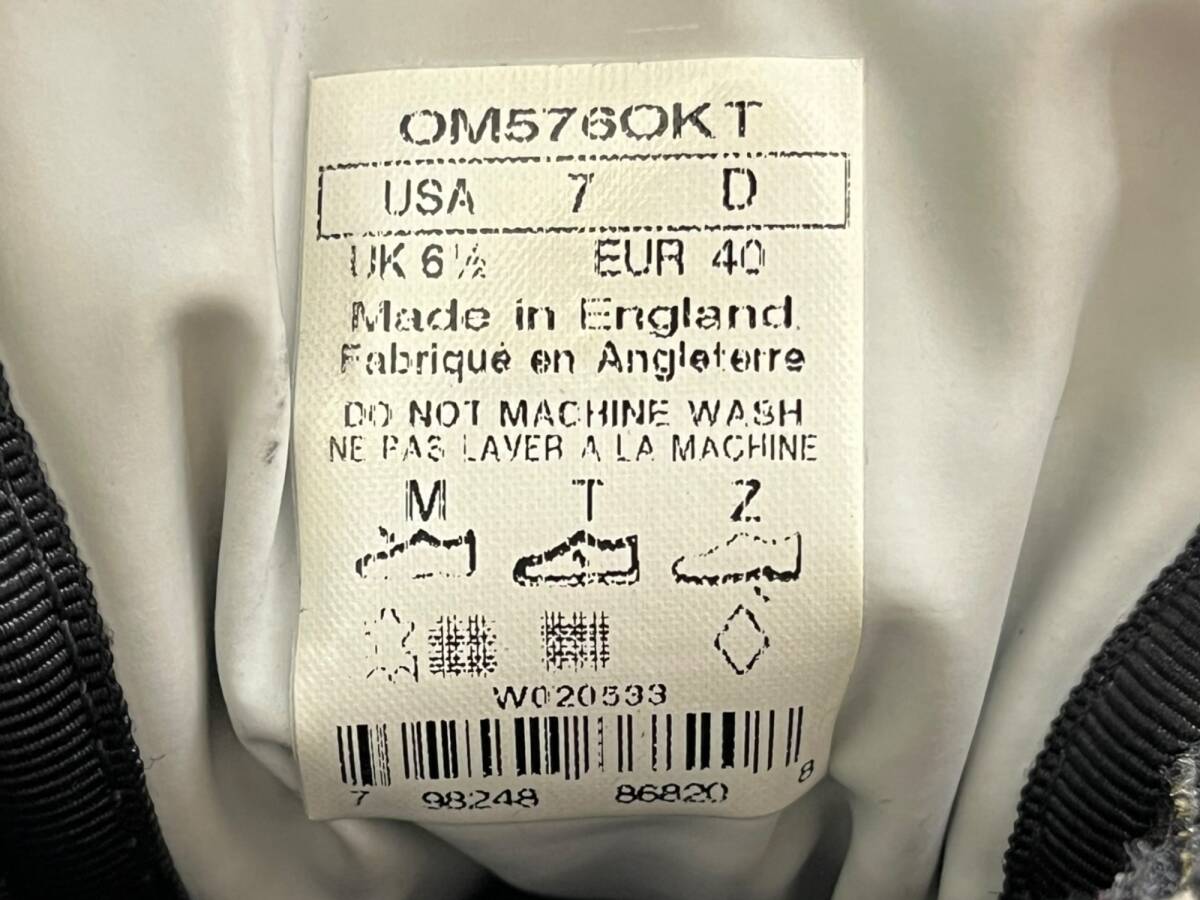 OM576OKT
USA 7 D
UK 6½ EUR 40
Made in England.
Fabriqué en Angleterre
DO NOT MACHINE WASH
NE PAS LAVER A LA MACHINE
M T Z
W020533
7 98248 86820 8